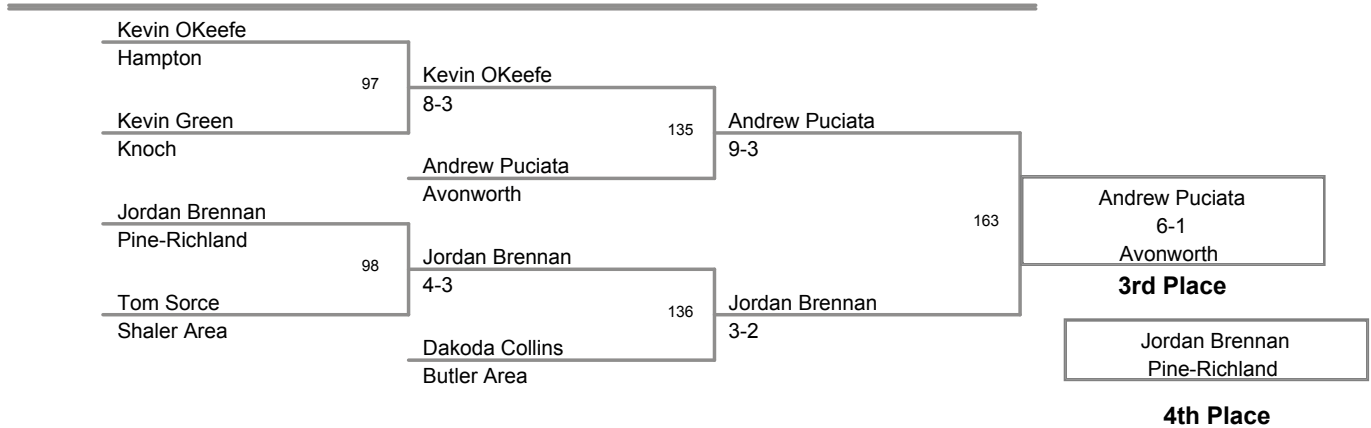 Kevin OKeefe
Hampton
97
Kevin Green
Knoch
Jordan Brennan
Pine-Richland
98
Tom Sorce
Shaler Area
Kevin OKeefe
8-3
135
Andrew Puciata
Avonworth
Jordan Brennan
4-3
136
Dakoda Collins
Butler Area
Andrew Puciata
9-3
163
Jordan Brennan
3-2
Andrew Puciata
6-1
Avonworth
3rd Place
Jordan Brennan
Pine-Richland
4th Place